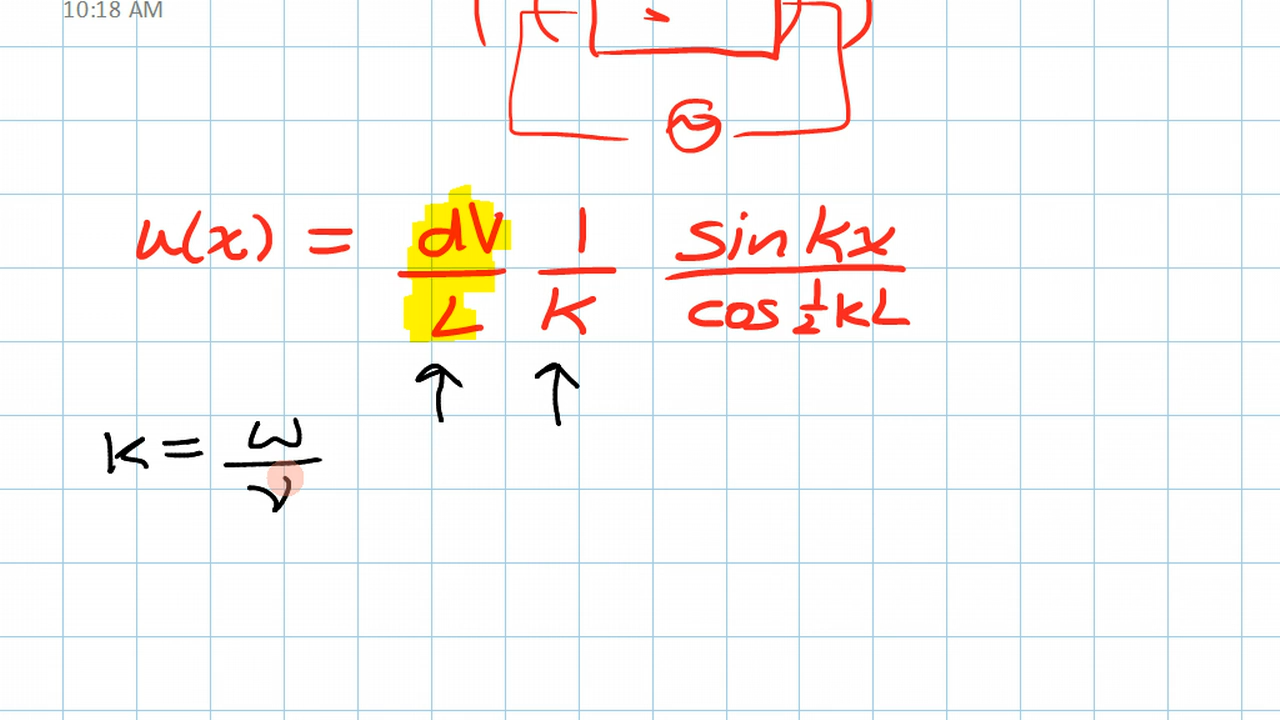 10:18 AM
u(x) = dV/L 1/K sin kx/cos ½kL
K = ω/v